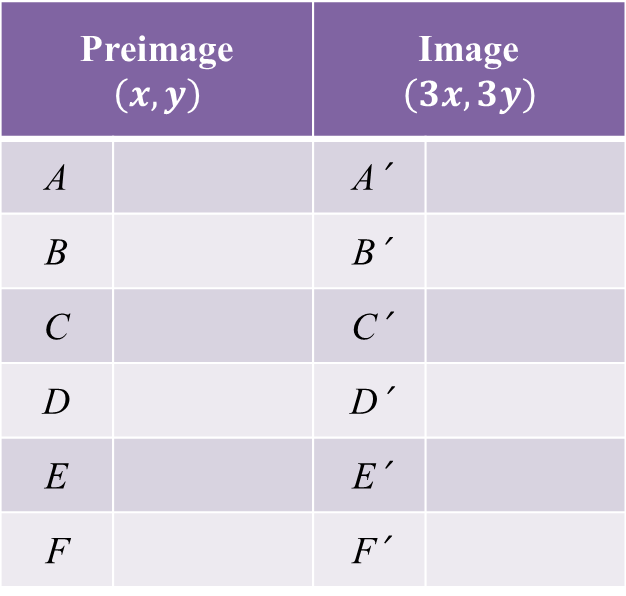 Preimage Image
(x, y) (3x, 3y)
A A´
B B´
C C´
D D´
E E´
F F´